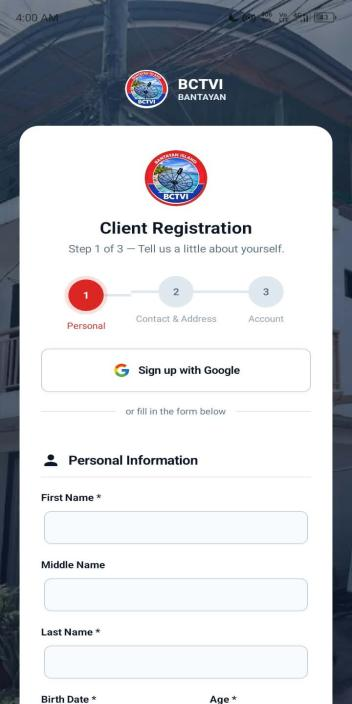 4:00 AM
BCTVI
BANTAYAN
BANTAYAN ISLAND
BCTVI
Client Registration
Step 1 of 3 — Tell us a little about yourself.
1
2
3
Personal
Contact & Address
Account
Sign up with Google
or fill in the form below
Personal Information
First Name *
Middle Name
Last Name *
Birth Date *
Age *